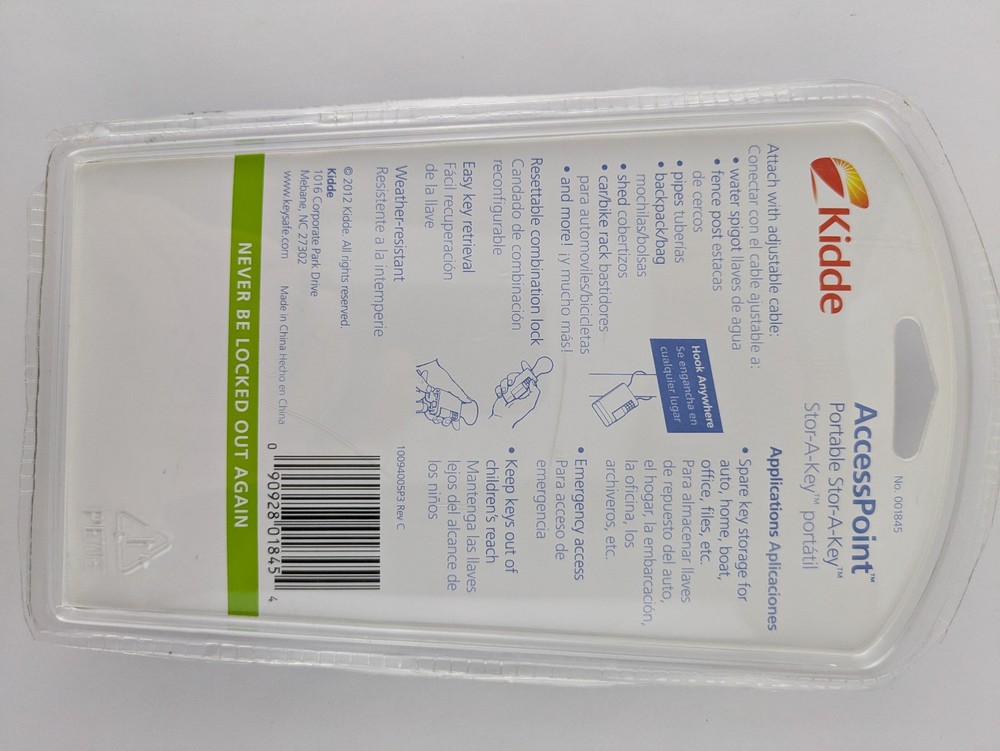 No. 001845
Kidde
AccessPoint™
Portable Stor-A-Key™
Stor-A-Key™ portátil
Attach with adjustable cable:
Conectar con el cable ajustable a:
• water spigot llaves de agua
• fence post estacas
de cercos
• pipes tuberías
• backpack/bag
mochilas/bolsas
• shed cobertizos
• car/bike rack bastidores
para automoviles/bicicletas
• and more! ¡y mucho más!
Hook Anywhere
Se engancha en
cualquier lugar
Resettable combination lock
Candado de combinación
reconfigurable
Easy key retrieval
Fácil recuperación
de la llave
Weather-resistant
Resistente a la intemperie
Applications Aplicaciones
• Spare key storage for
auto, home, boat,
office, files, etc.
Para almacenar llaves
de repuesto del auto,
el hogar, la embarcación,
la oficina, los
archiveros, etc.
• Emergency access
Para acceso de
emergencia
• Keep keys out of
children's reach
Mantenga las llaves
lejos del alcance de
los niños
© 2012 Kidde. All rights reserved.
Kidde
1016 Corporate Park Drive
Mebane, NC 27302
www.keysafe.com
Made in China Hecho en China
10094005P3 Rev C
0 90928 01845 4
NEVER BE LOCKED OUT AGAIN
1